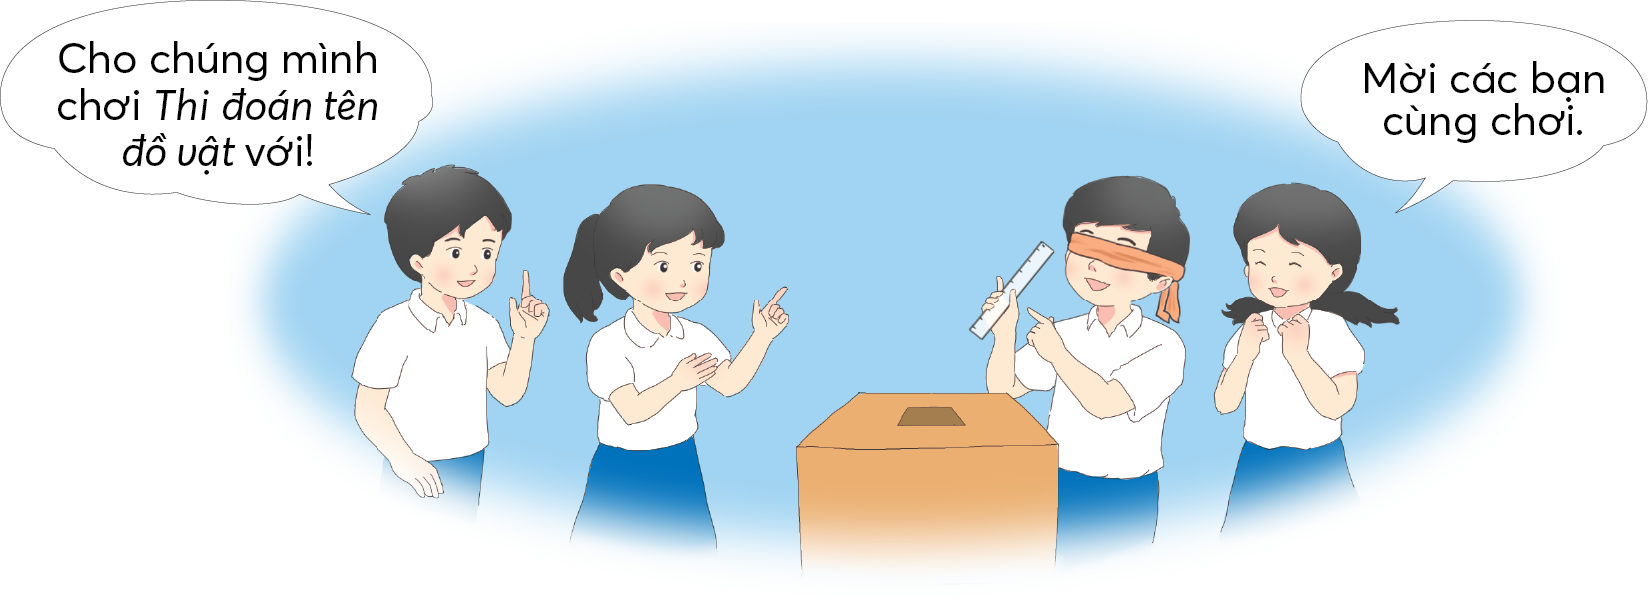 Cho chúng mình
chơi Thi đoán tên
đồ vật với!
Mời các bạn
cùng chơi.